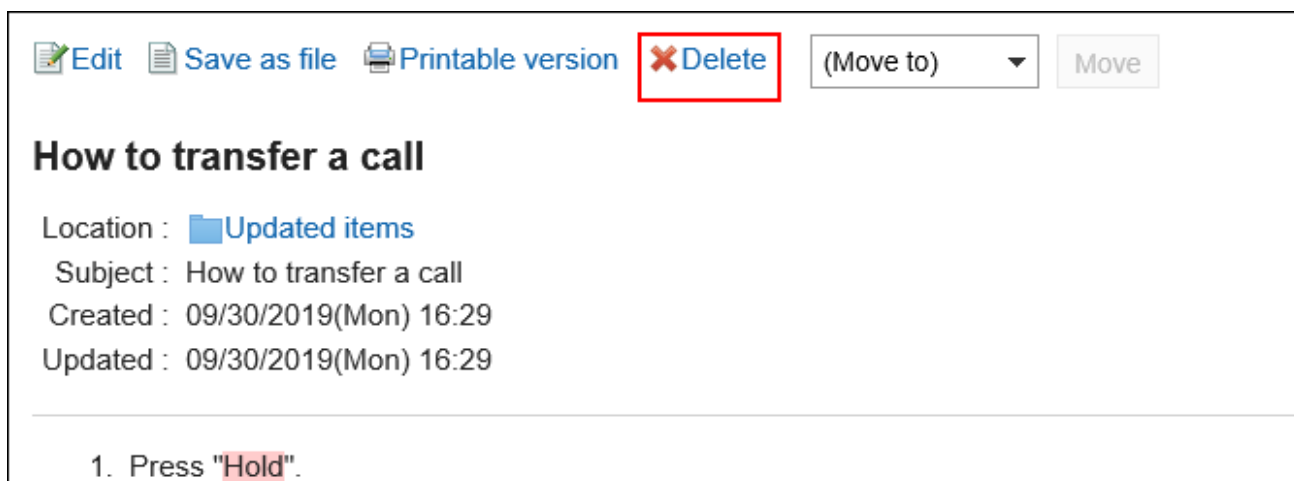 Edit Save as file Printable version Delete (Move to) Move
How to transfer a call
Location : Updated items
Subject : How to transfer a call
Created : 09/30/2019(Mon) 16:29
Updated : 09/30/2019(Mon) 16:29
1. Press "Hold".